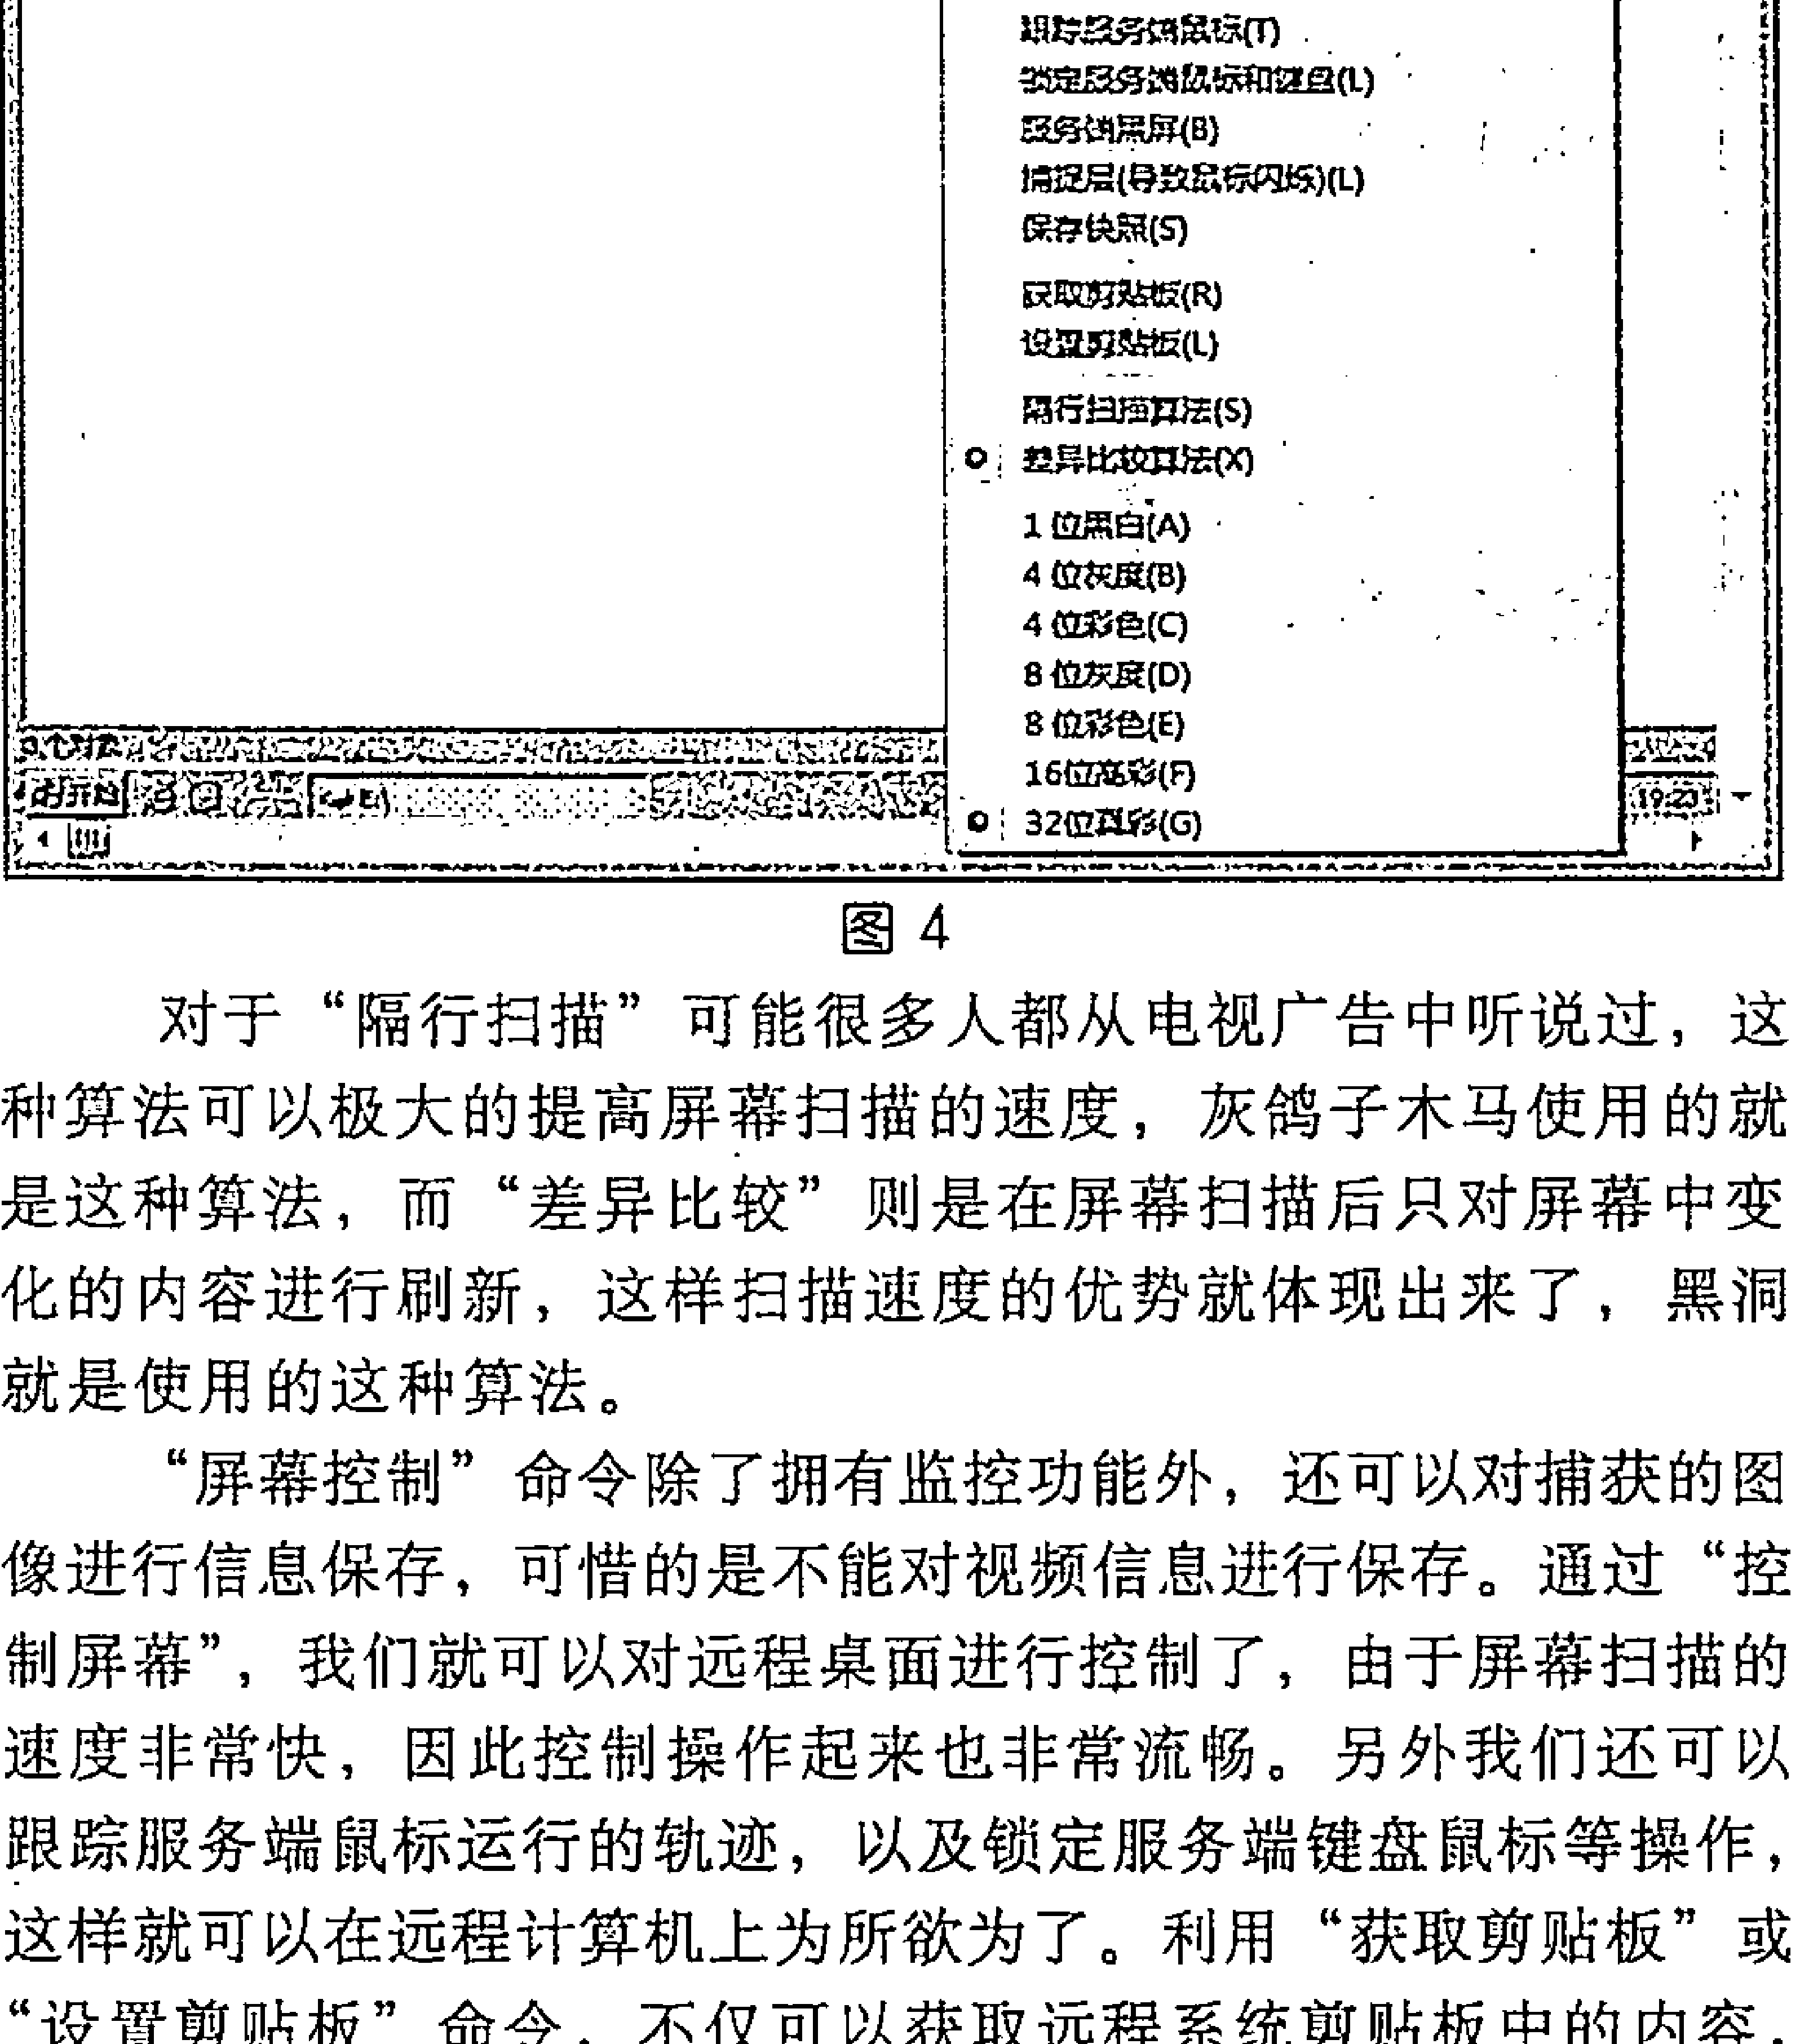 跟踪服务端鼠标(T)
锁定服务端鼠标和键盘(L)
服务端黑屏(B)
捕捉层(导致鼠标闪烁)(L)
保存快照(S)
获取剪贴板(R)
设置剪贴板(L)
隔行扫描算法(S)
差异比较算法(X)
1 位黑白(A)
4 位灰度(B)
4 位彩色(C)
8 位灰度(D)
8 位彩色(E)
16位高彩(F)
32位真彩(G)
开始
19:23
图 4
对于“隔行扫描”可能很多人都从电视广告中听说过，这
种算法可以极大的提高屏幕扫描的速度，灰鸽子木马使用的就
是这种算法，而“差异比较”则是在屏幕扫描后只对屏幕中变
化的内容进行刷新，这样扫描速度的优势就体现出来了，黑洞
就是使用的这种算法。
“屏幕控制”命令除了拥有监控功能外，还可以对捕获的图
像进行信息保存，可惜的是不能对视频信息进行保存。通过“控
制屏幕”，我们就可以对远程桌面进行控制了，由于屏幕扫描的
速度非常快，因此控制操作起来也非常流畅。另外我们还可以
跟踪服务端鼠标运行的轨迹，以及锁定服务端键盘鼠标等操作，
这样就可以在远程计算机上为所欲为了。利用“获取剪贴板”或
“设置剪贴板”命令，不仅可以获取远程系统剪贴板中的内容，